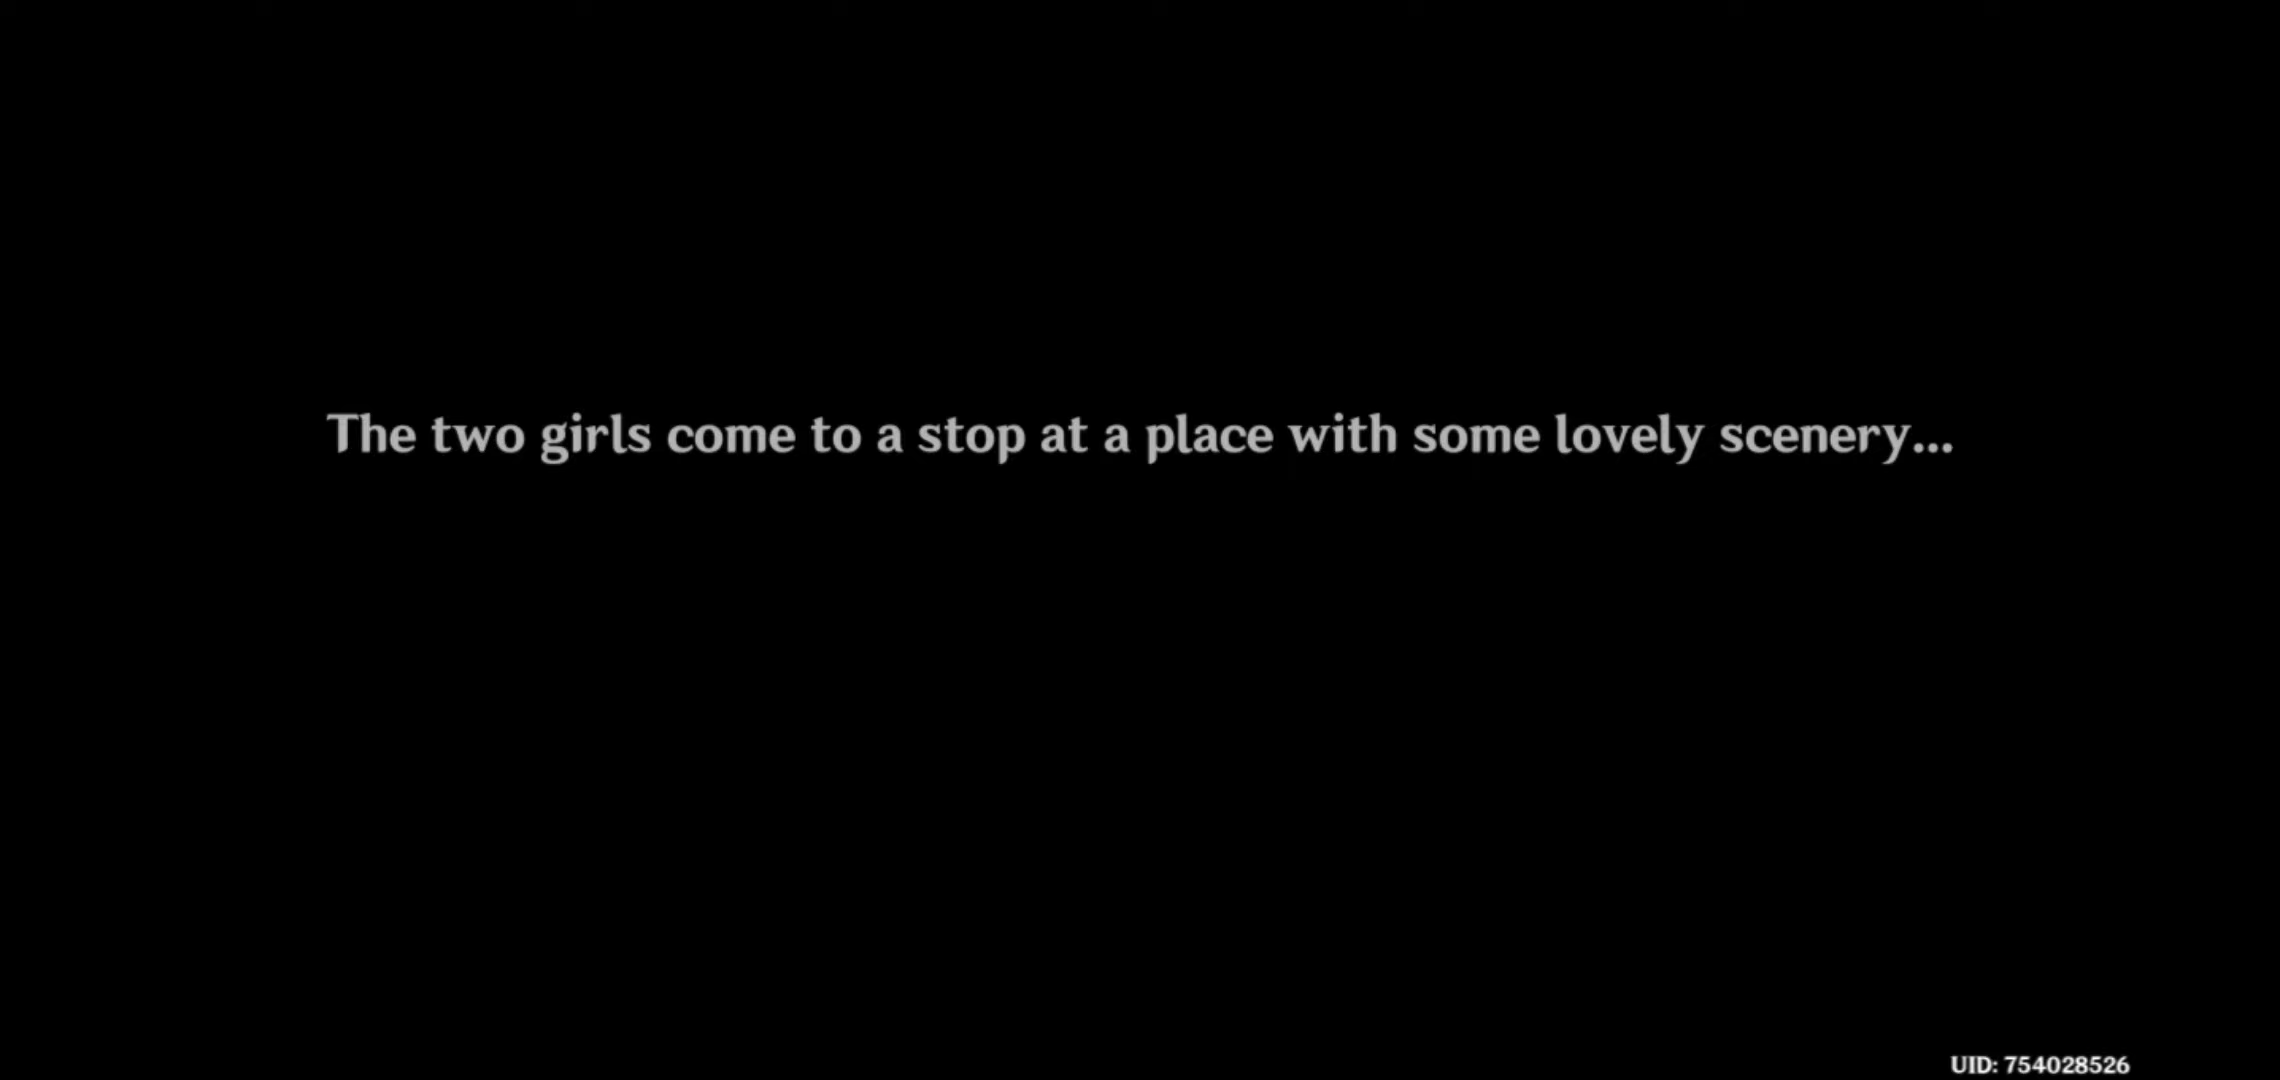 The two girls come to a stop at a place with some lovely scenery...
UID: 754028526